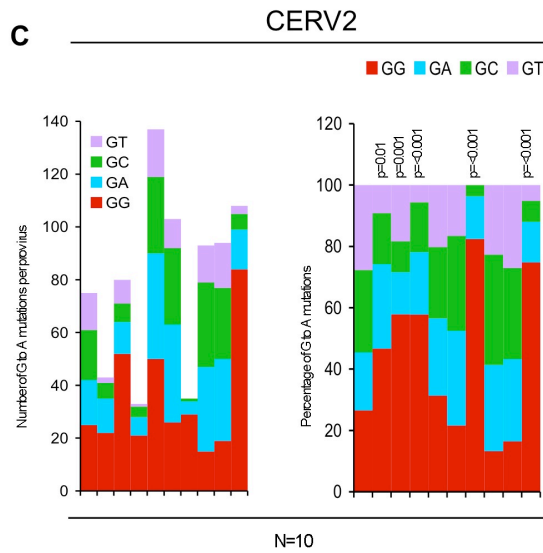 C
CERV2
GG GA GC GT
Number of G to A mutations per provirus
140
120
100
80
60
40
20
0
GT
GC
GA
GG
Percentage of G to A mutations
120
100
80
60
40
20
0
p=0.01
p=0.001
p=<0.001
p=<0.001
p=<0.001
N=10